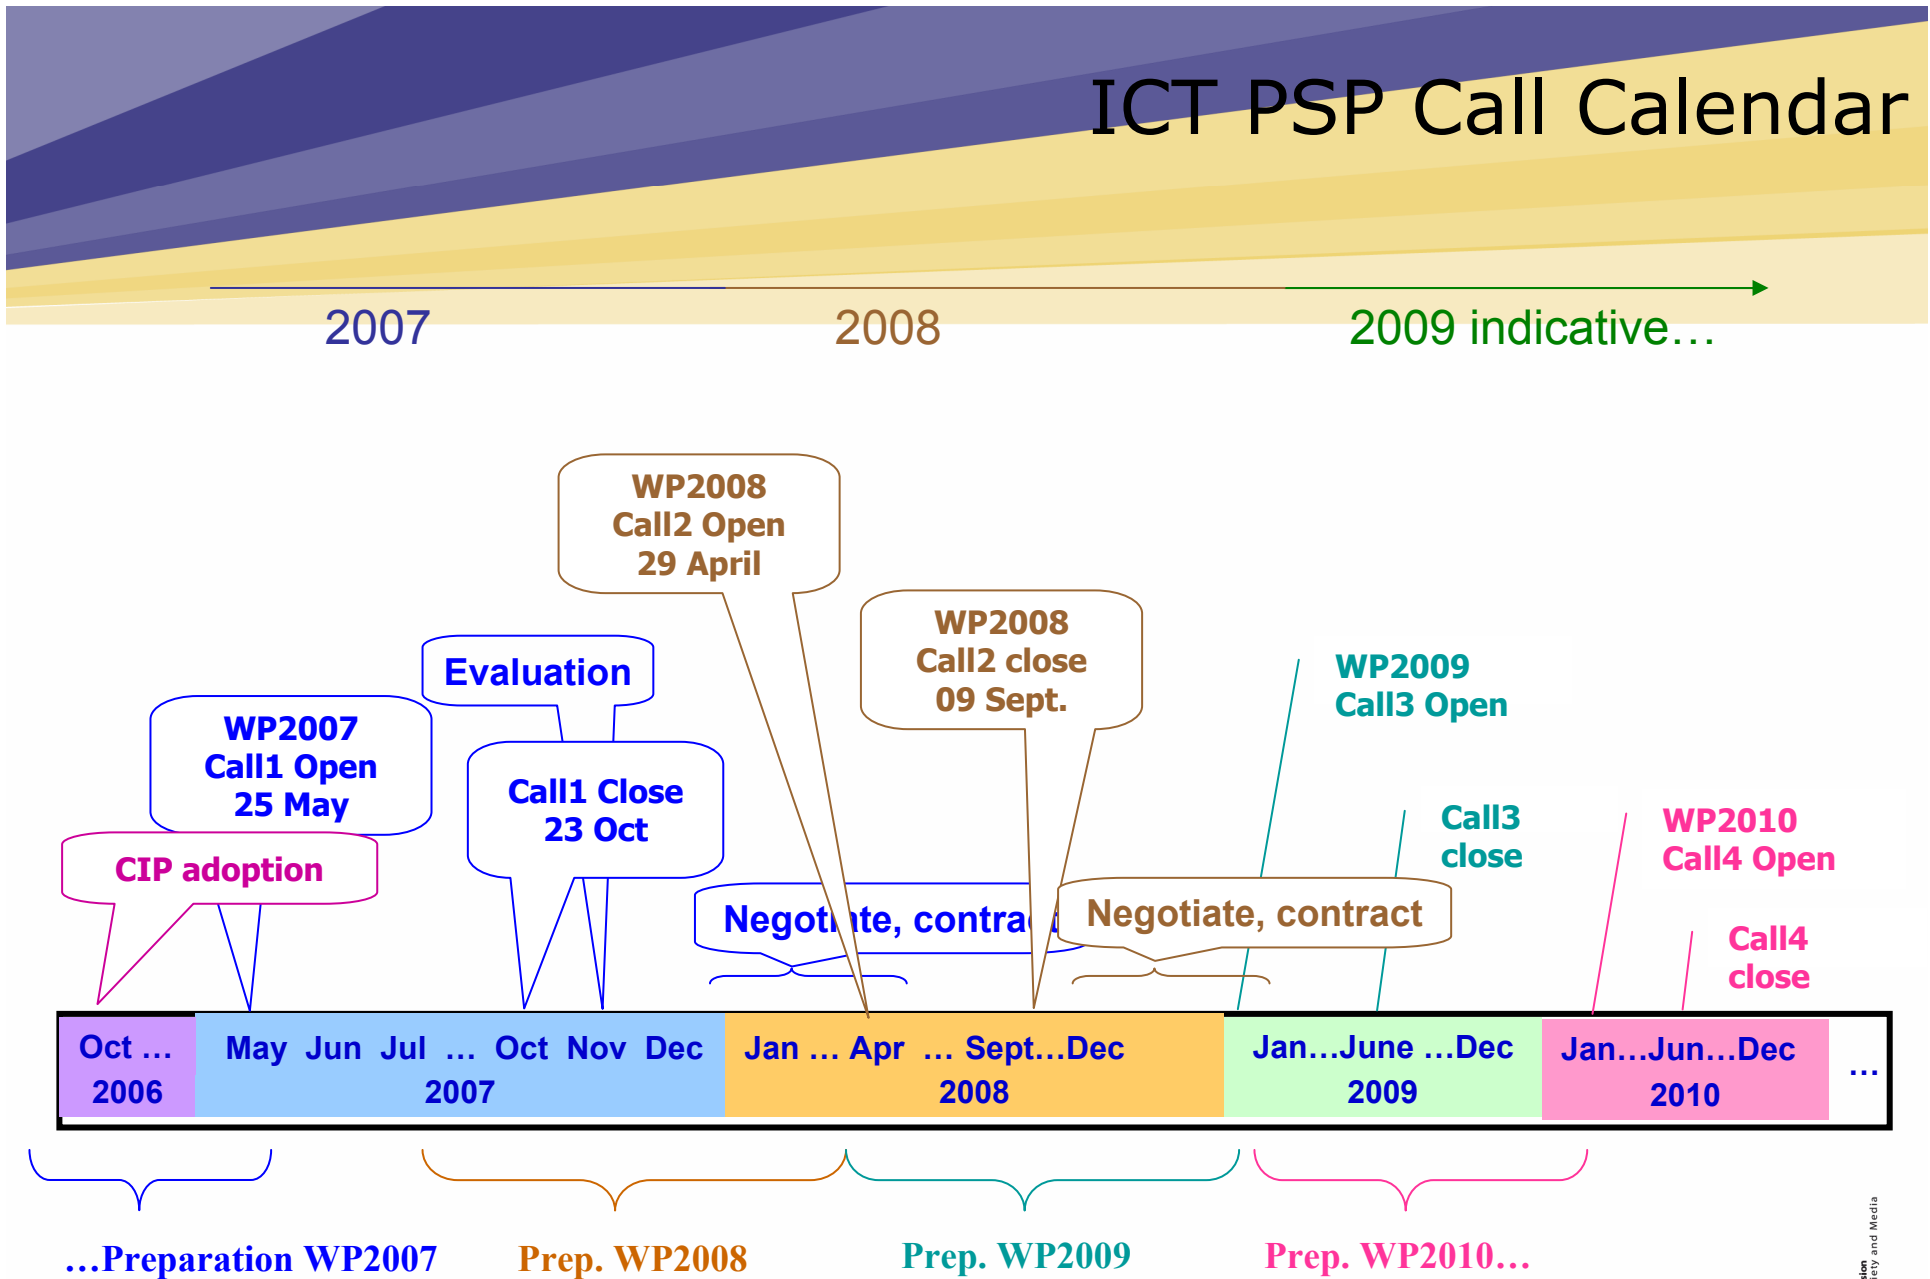 ICT PSP Call Calendar
2007
2008
2009 indicative…
WP2008
Call2 Open
29 April
WP2008
Call2 close
09 Sept.
Evaluation
WP2007
Call1 Open
25 May
Call1 Close
23 Oct
CIP adoption
WP2009
Call3 Open
Call3
close
WP2010
Call4 Open
Call4
close
Negotiate, contract
Negotiate, contract
Oct …
2006
May Jun Jul … Oct Nov Dec
2007
Jan … Apr … Sept…Dec
2008
Jan…June …Dec
2009
Jan…Jun…Dec
2010
…
…Preparation WP2007
Prep. WP2008
Prep. WP2009
Prep. WP2010…